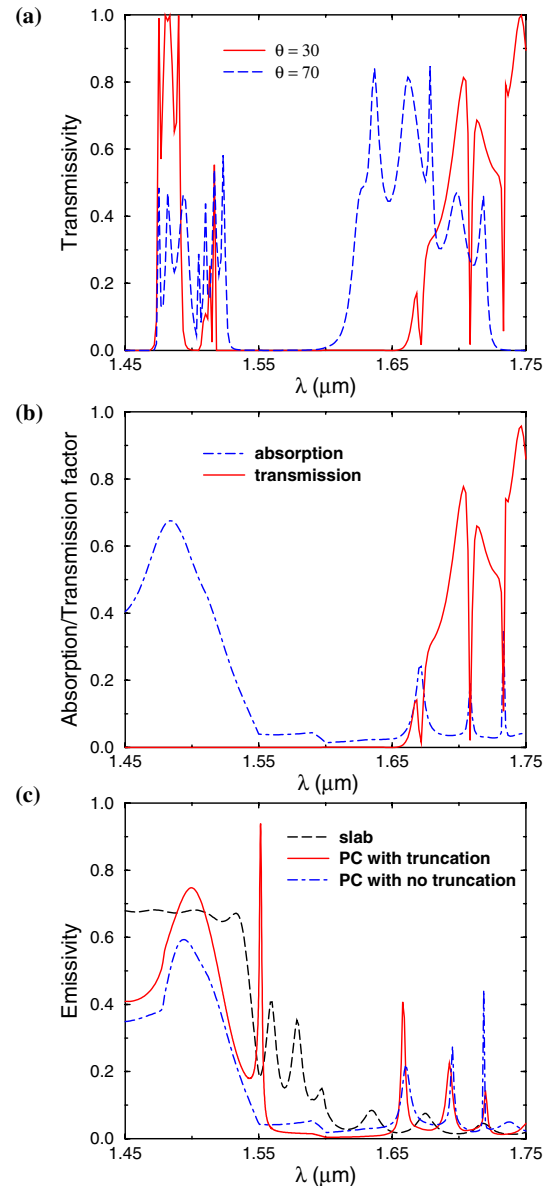 (a)
1.0
0.8
0.6
0.4
0.2
0.0
Transmissivity
θ = 30
θ = 70
1.45
1.55
1.65
1.75
λ (μm)
(b)
1.0
0.8
0.6
0.4
0.2
0.0
Absorption/Transmission factor
absorption
transmission
1.45
1.55
1.65
1.75
λ (μm)
(c)
1.0
0.8
0.6
0.4
0.2
0.0
Emissivity
slab
PC with truncation
PC with no truncation
1.45
1.55
1.65
1.75
λ (μm)